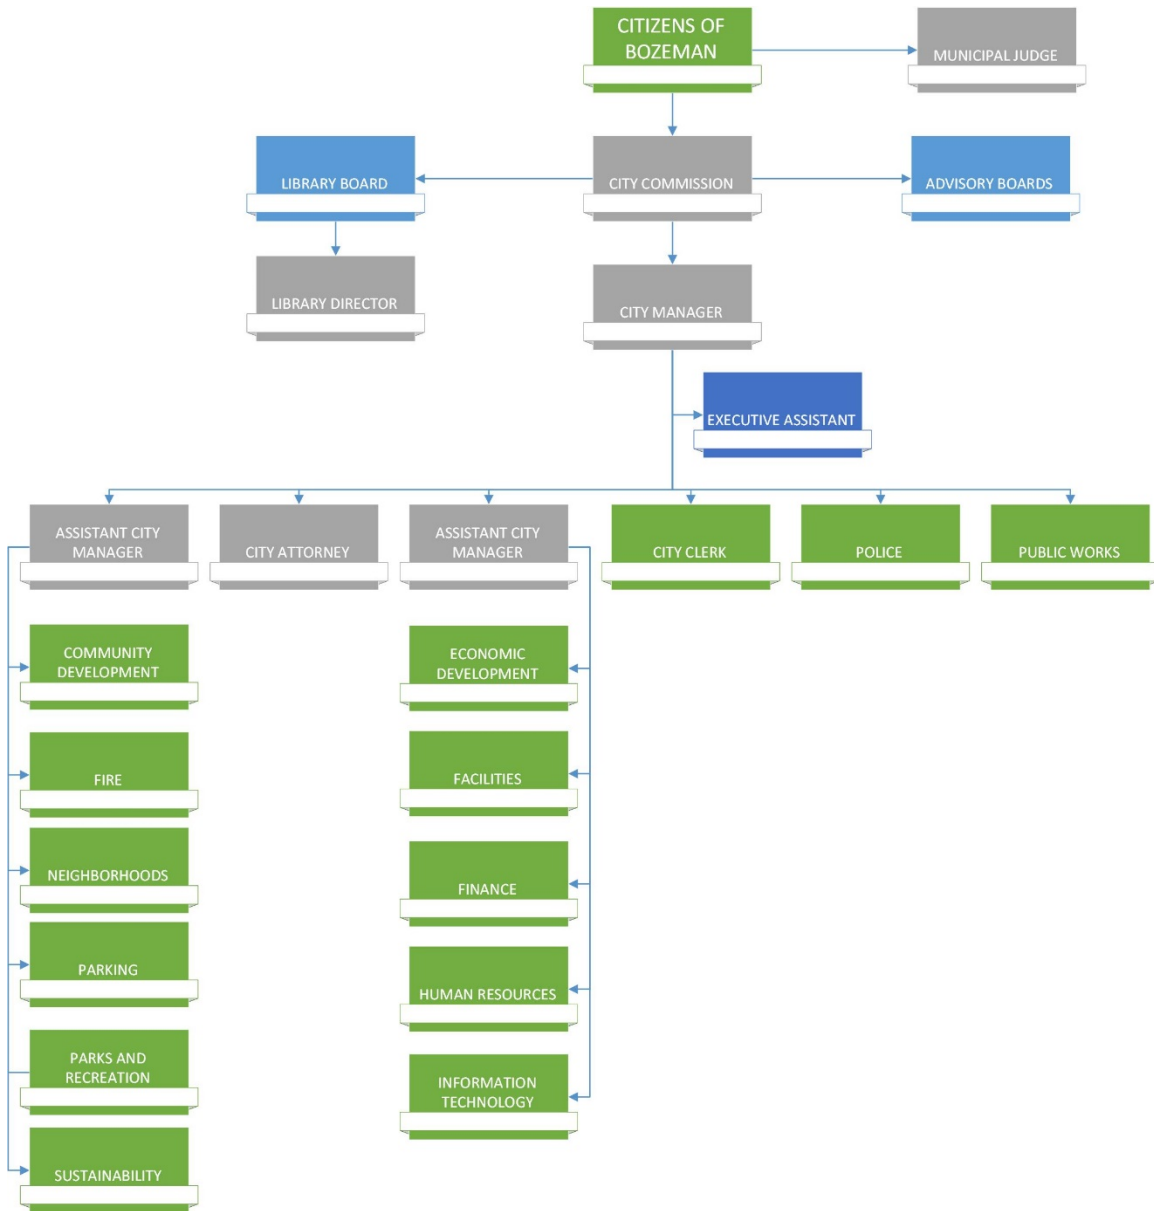 CITIZENS OF
BOZEMAN
MUNICIPAL JUDGE
LIBRARY BOARD
CITY COMMISSION
ADVISORY BOARDS
LIBRARY DIRECTOR
CITY MANAGER
EXECUTIVE ASSISTANT
ASSISTANT CITY
MANAGER
CITY ATTORNEY
ASSISTANT CITY
MANAGER
CITY CLERK
POLICE
PUBLIC WORKS
COMMUNITY
DEVELOPMENT
FIRE
NEIGHBORHOODS
PARKING
PARKS AND
RECREATION
SUSTAINABILITY
ECONOMIC
DEVELOPMENT
FACILITIES
FINANCE
HUMAN RESOURCES
INFORMATION
TECHNOLOGY